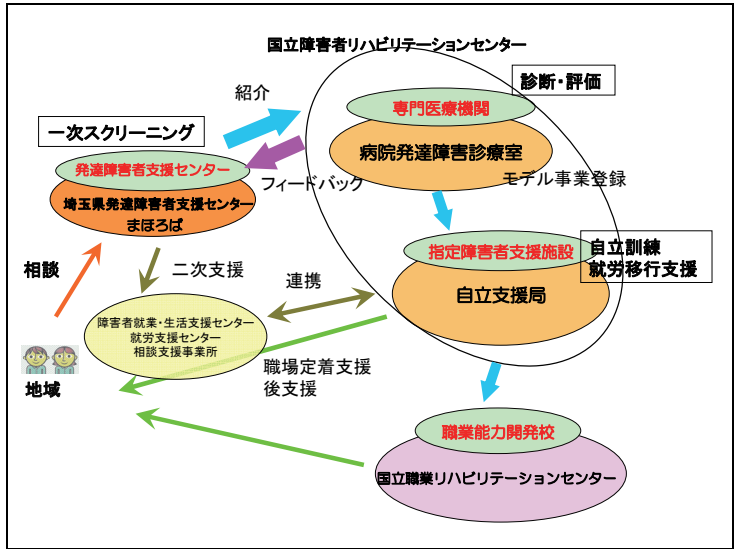 国立障害者リハビリテーションセンター
診断・評価
紹介
専門医療機関
一次スクリーニング
病院発達障害診療室
発達障害者支援センター
フィードバック
モデル事業登録
埼玉県発達障害者支援センター
まほろば
指定障害者支援施設
自立訓練
就労移行支援
相談
二次支援
連携
自立支援局
障害者就業・生活支援センター
就労支援センター
相談支援事業所
職場定着支援
後支援
地域
職業能力開発校
国立職業リハビリテーションセンター